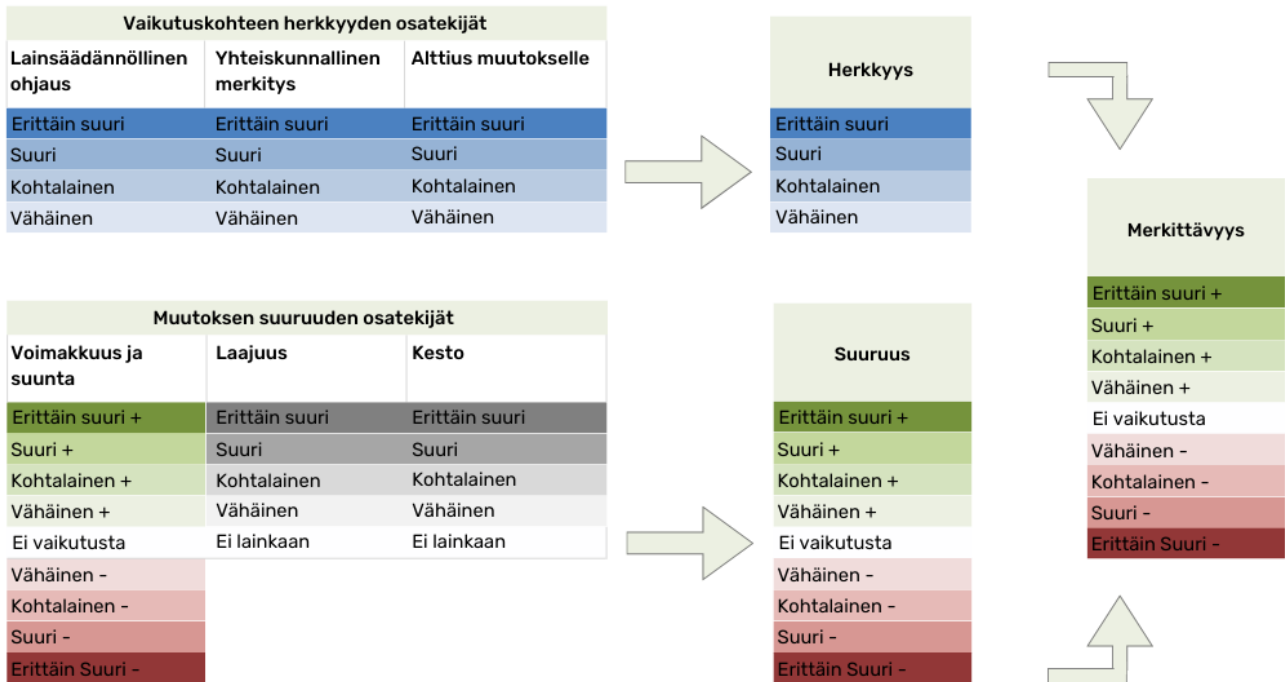 Vaikutuskohteen herkkyyden osatekijät
Lainsäädännöllinen ohjaus
Yhteiskunnallinen merkitys
Alttius muutokselle
Erittäin suuri Erittäin suuri Erittäin suuri
Suuri Suuri Suuri
Kohtalainen Kohtalainen Kohtalainen
Vähäinen Vähäinen Vähäinen
Herkkyys
Erittäin suuri
Suuri
Kohtalainen
Vähäinen
Muutoksen suuruuden osatekijät
Voimakkuus ja suunta
Laajuus
Kesto
Erittäin suuri + Erittäin suuri Erittäin suuri
Suuri + Suuri Suuri
Kohtalainen + Kohtalainen Kohtalainen
Vähäinen + Vähäinen Vähäinen
Ei vaikutusta Ei lainkaan Ei lainkaan
Vähäinen -
Kohtalainen -
Suuri -
Erittäin Suuri -
Suuruus
Erittäin suuri +
Suuri +
Kohtalainen +
Vähäinen +
Ei vaikutusta
Vähäinen -
Kohtalainen -
Suuri -
Erittäin Suuri -
Merkittävyys
Erittäin suuri +
Suuri +
Kohtalainen +
Vähäinen +
Ei vaikutusta
Vähäinen -
Kohtalainen -
Suuri -
Erittäin Suuri -